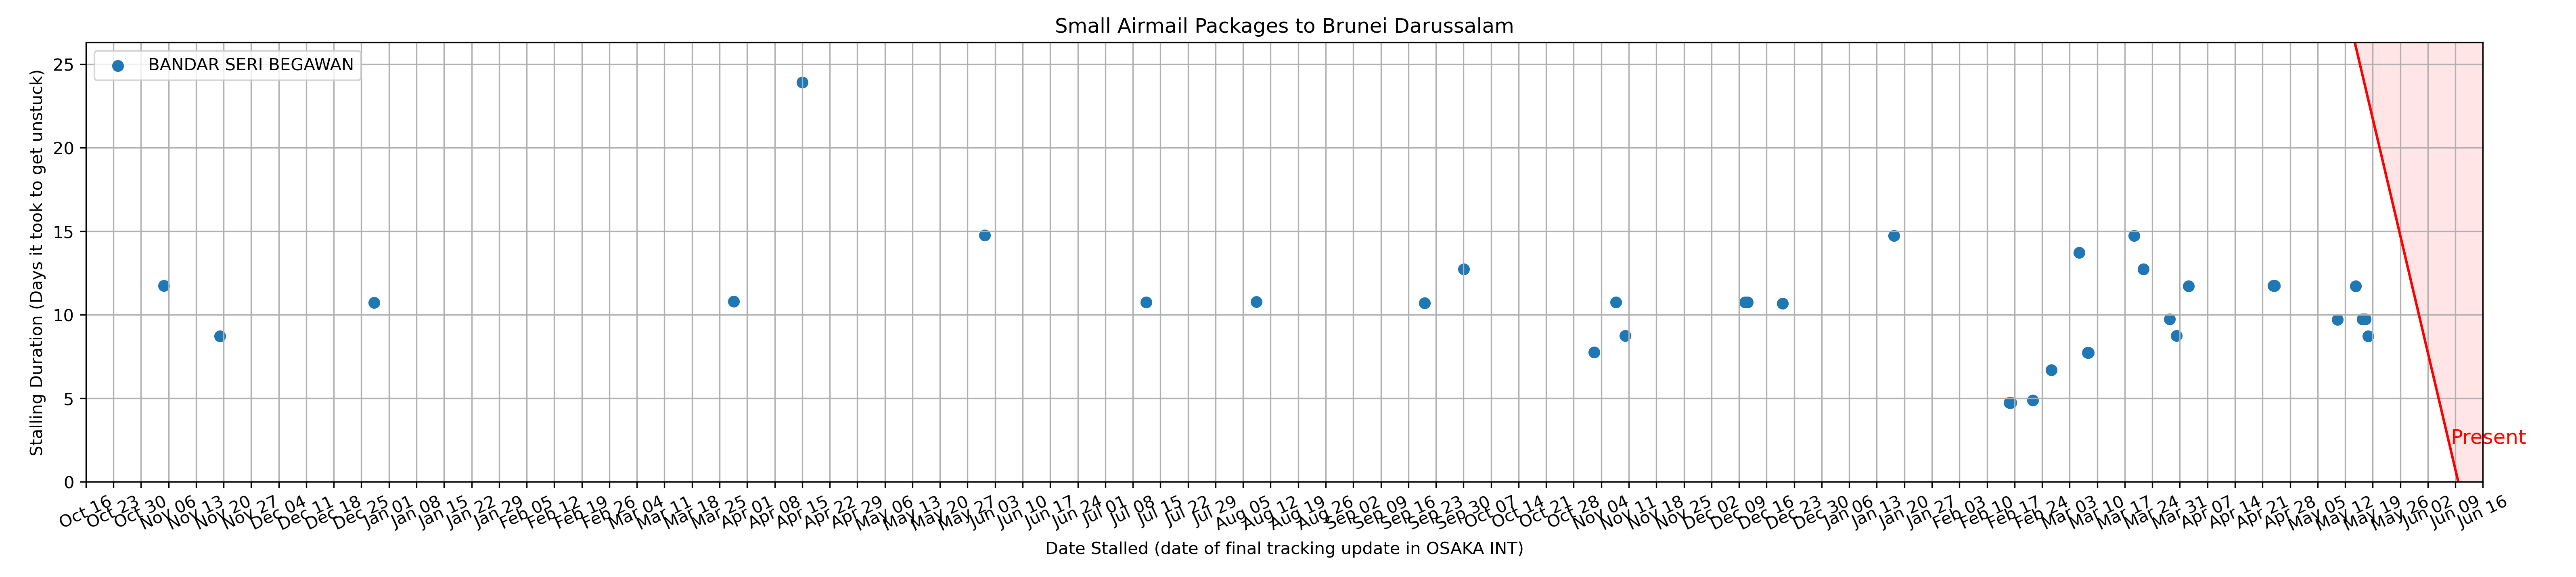 Small Airmail Packages to Brunei Darussalam
BANDAR SERI BEGAWAN
Stalling Duration (Days it took to get unstuck)
25
20
15
10
5
0
Present
Oct 16 Oct 23 Oct 30 Nov 06 Nov 13 Nov 20 Nov 27 Dec 04 Dec 11 Dec 18 Dec 25 Jan 01 Jan 08 Jan 15 Jan 22 Jan 29 Feb 05 Feb 12 Feb 19 Feb 26 Mar 04 Mar 11 Mar 18 Mar 25 Apr 01 Apr 08 Apr 15 Apr 22 Apr 29 May 06 May 13 May 20 May 27 Jun 03 Jun 10 Jun 17 Jun 24 Jul 01 Jul 08 Jul 15 Jul 22 Jul 29 Aug 05 Aug 12 Aug 19 Aug 26 Sep 02 Sep 09 Sep 16 Sep 23 Sep 30 Oct 07 Oct 14 Oct 21 Oct 28 Nov 04 Nov 11 Nov 18 Nov 25 Dec 02 Dec 09 Dec 16 Dec 23 Dec 30 Jan 06 Jan 13 Jan 20 Jan 27 Feb 03 Feb 10 Feb 17 Feb 24 Mar 03 Mar 10 Mar 17 Mar 24 Mar 31 Apr 07 Apr 14 Apr 21 Apr 28 May 05 May 12 May 19 May 26 Jun 02 Jun 09 Jun 16
Date Stalled (date of final tracking update in OSAKA INT)